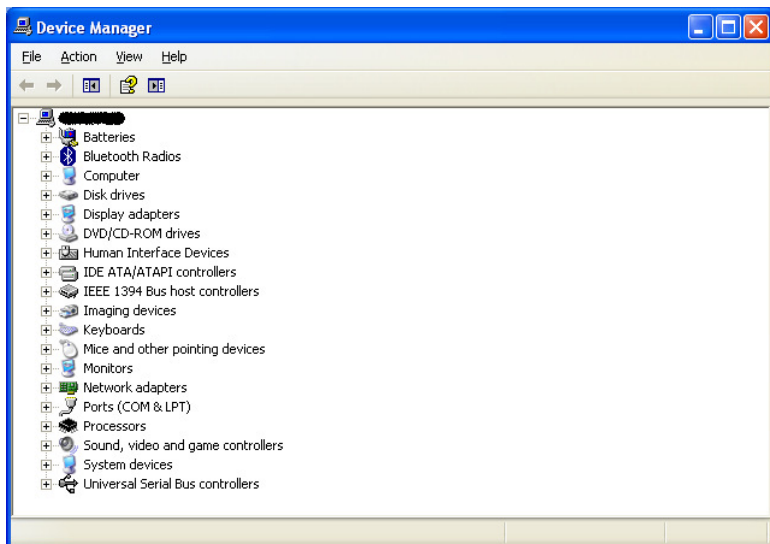 Device Manager
File Action View Help
Batteries
Bluetooth Radios
Computer
Disk drives
Display adapters
DVD/CD-ROM drives
Human Interface Devices
IDE ATA/ATAPI controllers
IEEE 1394 Bus host controllers
Imaging devices
Keyboards
Mice and other pointing devices
Monitors
Network adapters
Ports (COM & LPT)
Processors
Sound, video and game controllers
System devices
Universal Serial Bus controllers